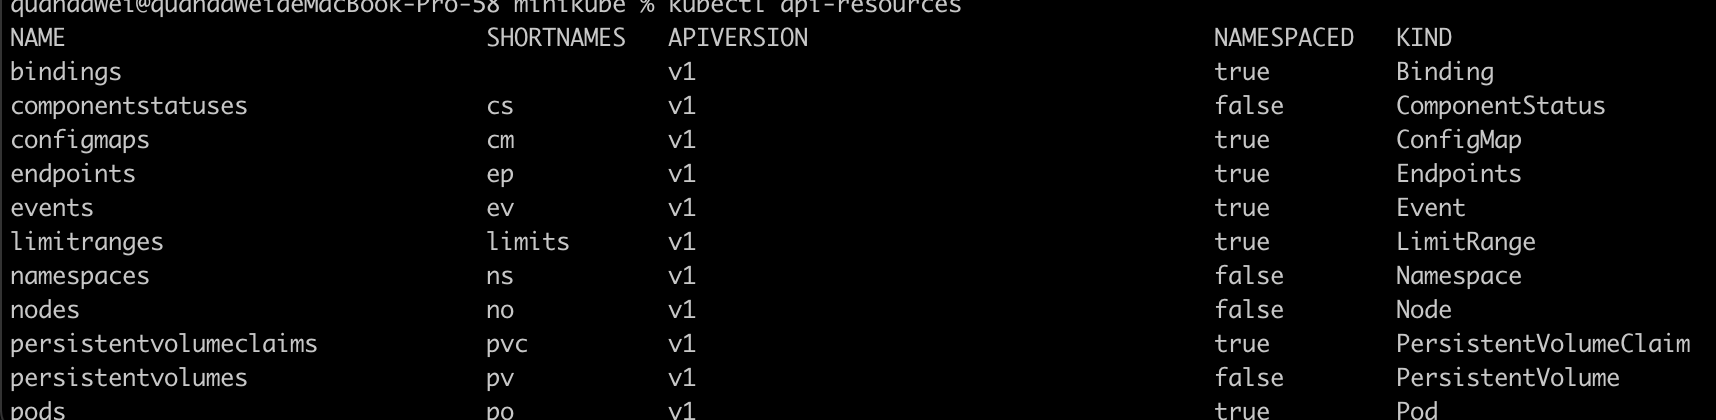 quandawei@quandaweideMacBook-Pro-58 minikube % kubectl api-resources
NAME SHORTNAMES APIVERSION NAMESPACED KIND
bindings v1 true Binding
componentstatuses cs v1 false ComponentStatus
configmaps cm v1 true ConfigMap
endpoints ep v1 true Endpoints
events ev v1 true Event
limitranges limits v1 true LimitRange
namespaces ns v1 false Namespace
nodes no v1 false Node
persistentvolumeclaims pvc v1 true PersistentVolumeClaim
persistentvolumes pv v1 false PersistentVolume
pods po v1 true Pod